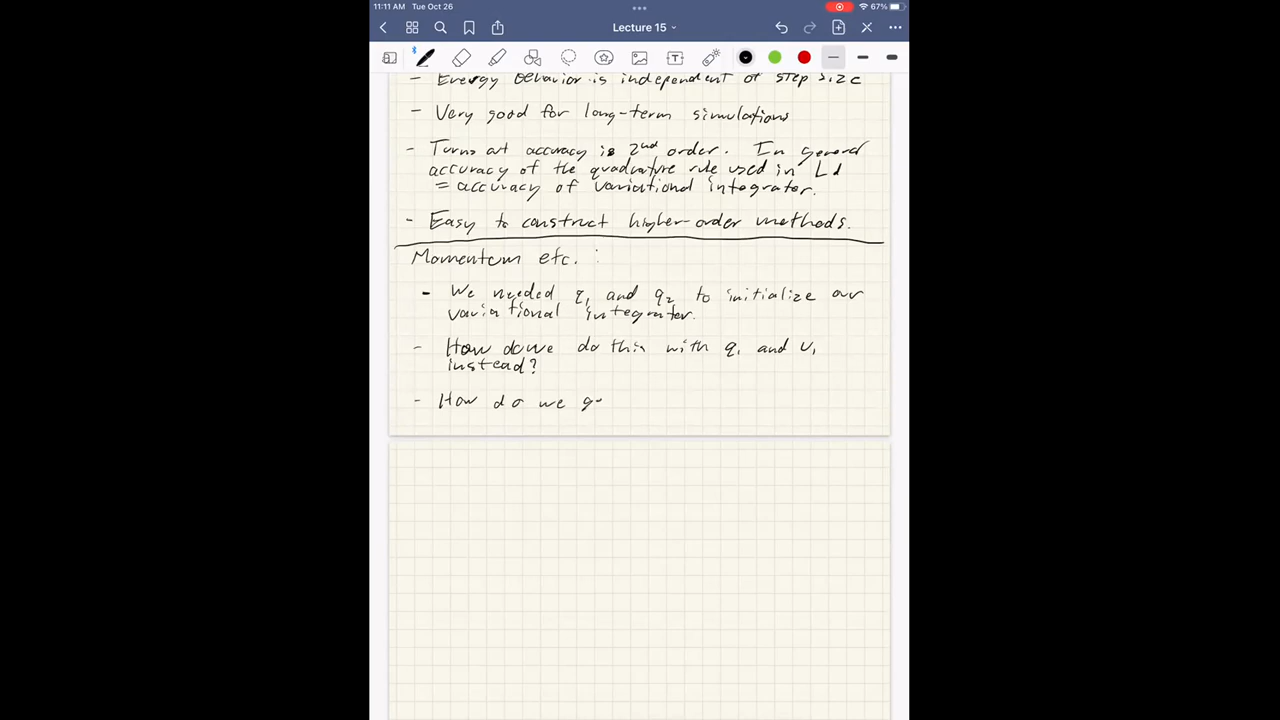 11:11 AM Tue Oct 26
67%
Lecture 15
- Energy behavior is independent of step size
- Very good for long-term simulations
- Turns out accuracy is 2nd order. In general
accuracy of the quadrature rule used in Ld
= accuracy of variational integrator.
- Easy to construct higher-order methods.
Momentum etc. :
- We needed q1 and q2 to initialize our
variational integrator.
- How do we do this with q1 and v1
instead?
- How do we